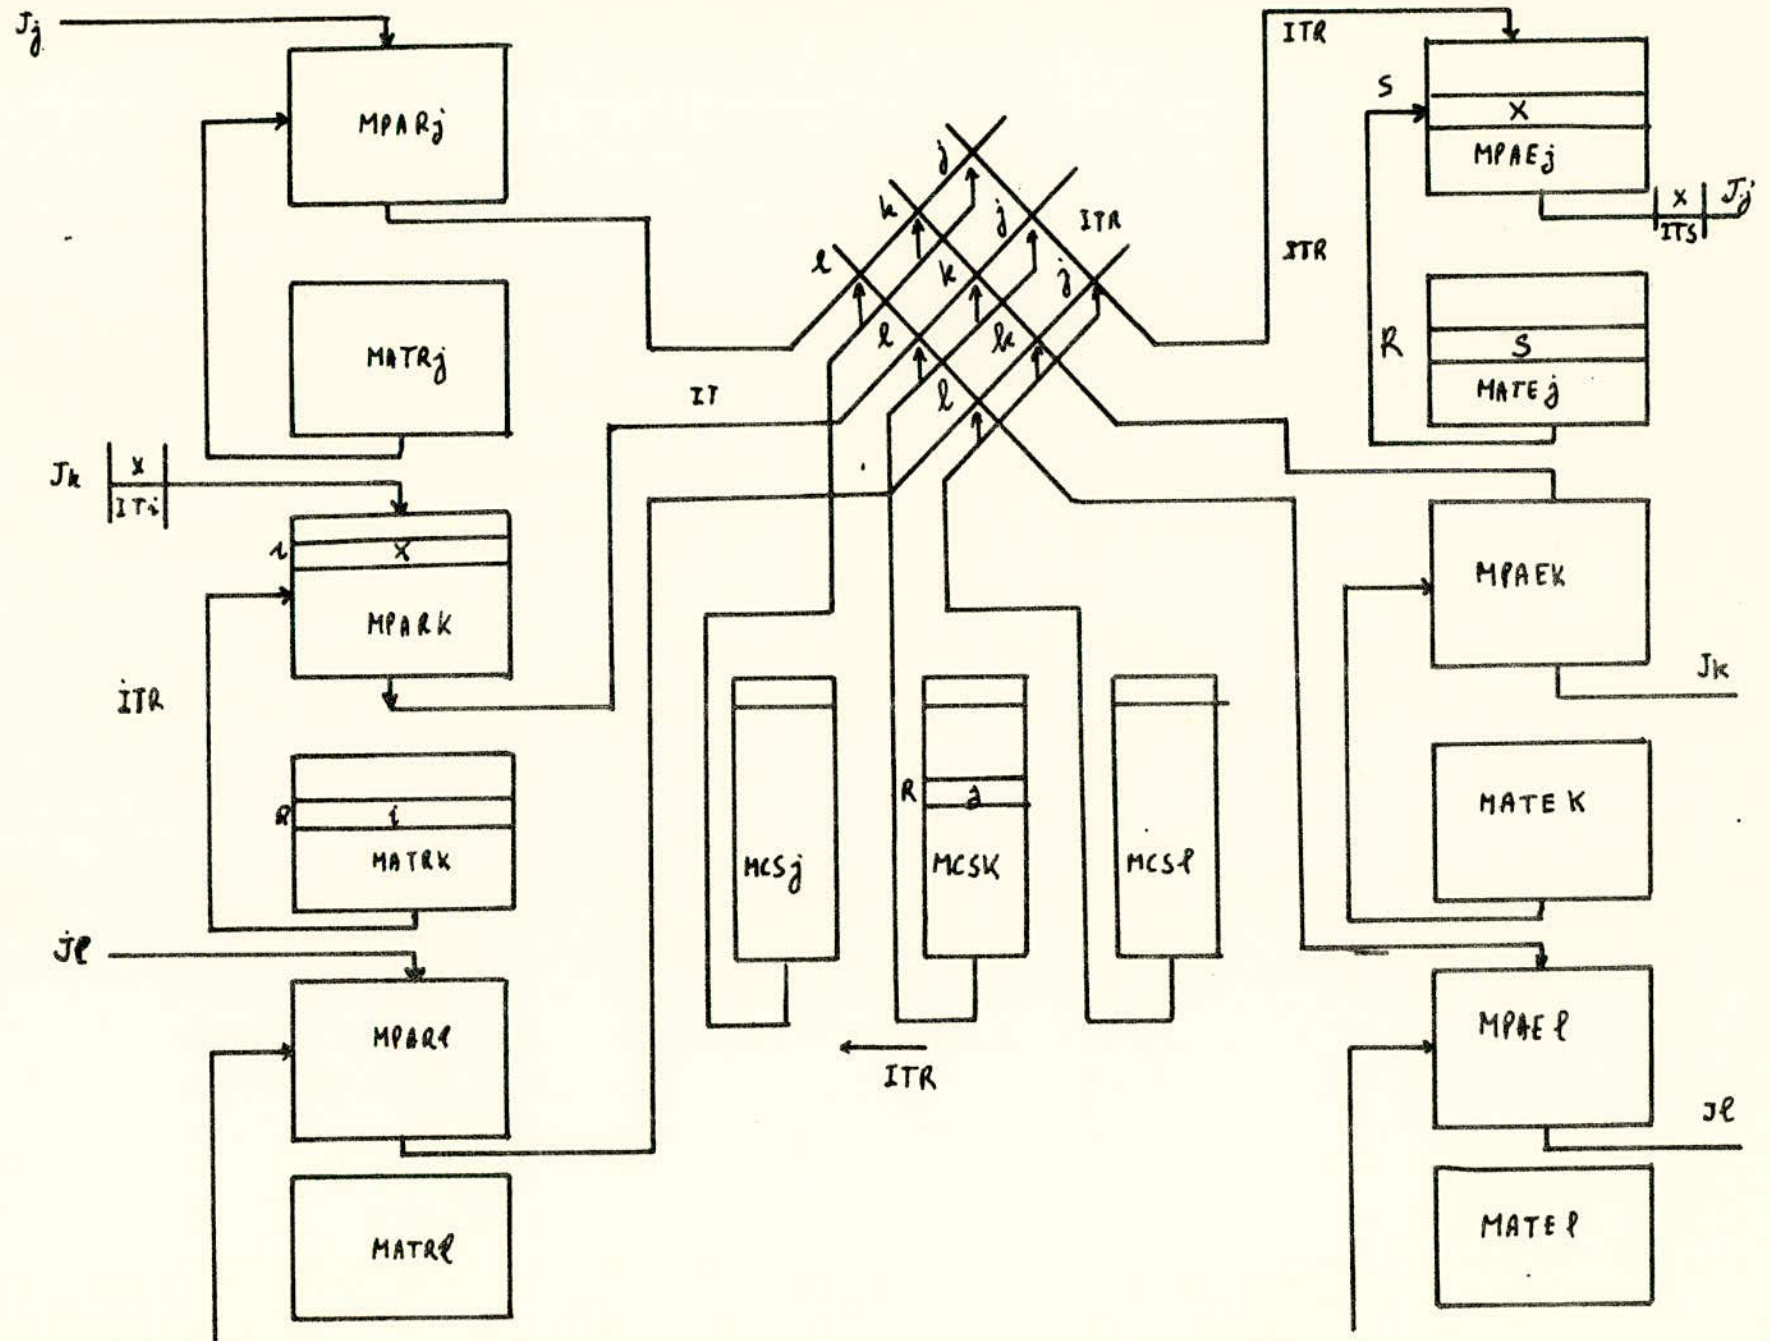 Jj
MPARj
MATRj
Jk
X
ITi
i
X
MPARK
ITR
R
i
MATRK
Jl
MPARl
MATRl
IT
j
k
j
l
k
j
l
k
l
ITR
MCSj
R
MCSK
MCSl
ITR
ITR
S
X
MPAEj
X
Jj
ITS
ITR
R
S
MATEj
MPAEK
Jk
MATEK
MPAEl
Jl
MATEl